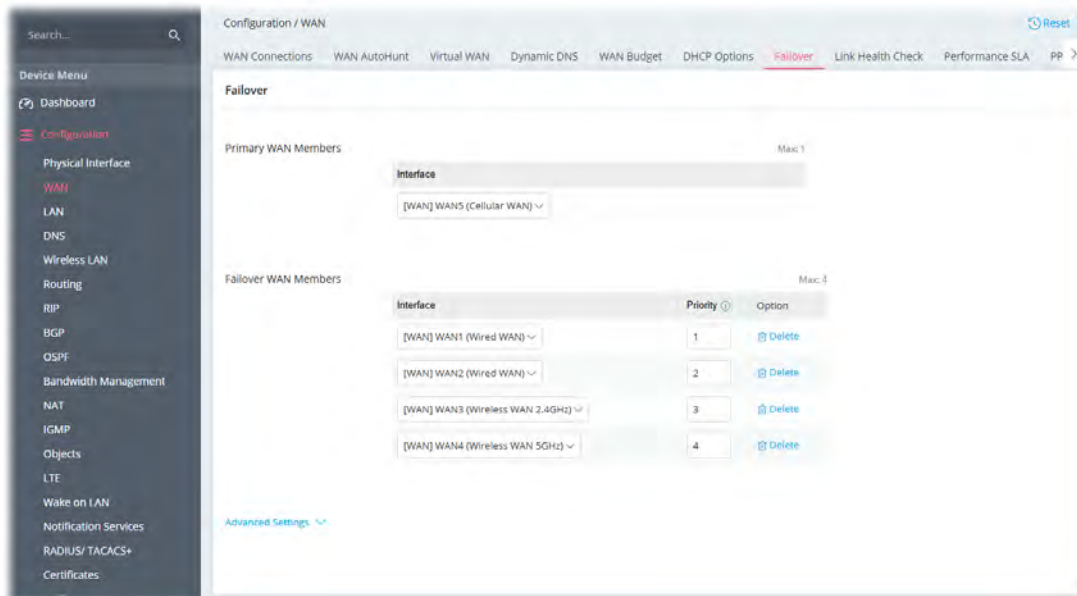 Search...
Device Menu
Dashboard
Configuration
Physical Interface
WAN
LAN
DNS
Wireless LAN
Routing
RIP
BGP
OSPF
Bandwidth Management
NAT
IGMP
Objects
LTE
Wake on LAN
Notification Services
RADIUS/ TACACS+
Certificates
Configuration / WAN
Reset
WAN Connections WAN AutoHunt Virtual WAN Dynamic DNS WAN Budget DHCP Options Failover Link Health Check Performance SLA PP
Failover
Primary WAN Members Max: 1
Interface
[WAN] WAN5 (Cellular WAN)
Failover WAN Members Max: 4
Interface Priority Option
[WAN] WAN1 (Wired WAN) 1 Delete
[WAN] WAN2 (Wired WAN) 2 Delete
[WAN] WAN3 (Wireless WAN 2.4GHz) 3 Delete
[WAN] WAN4 (Wireless WAN 5GHz) 4 Delete
Advanced Settings